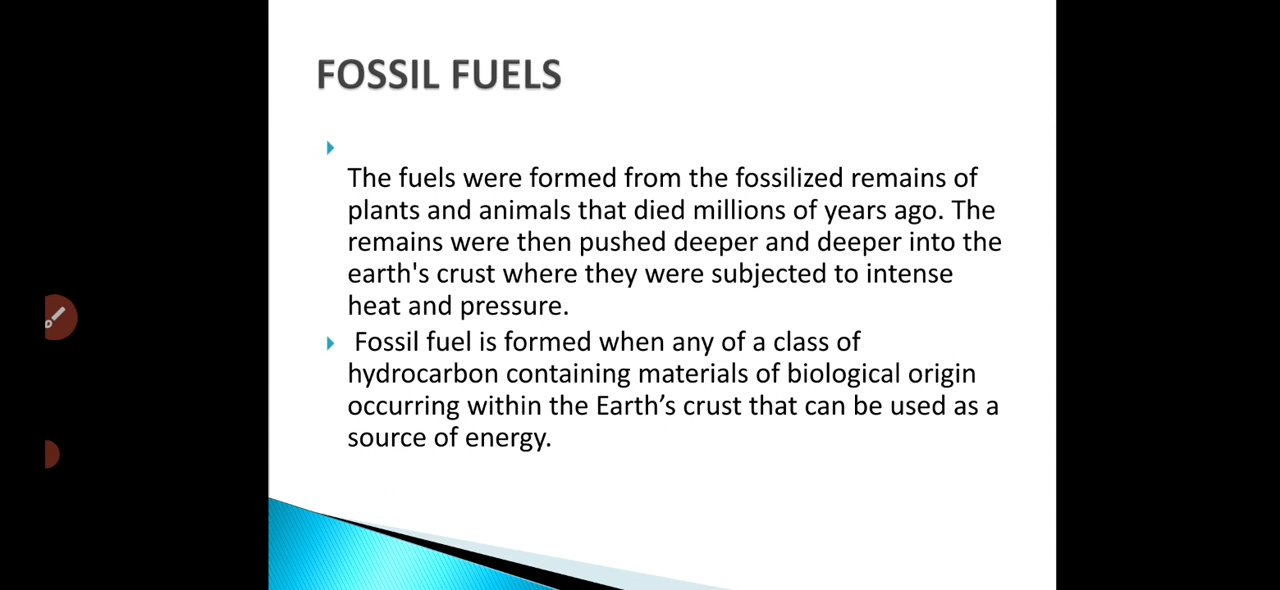 FOSSIL FUELS
The fuels were formed from the fossilized remains of
plants and animals that died millions of years ago. The
remains were then pushed deeper and deeper into the
earth's crust where they were subjected to intense
heat and pressure.
Fossil fuel is formed when any of a class of
hydrocarbon containing materials of biological origin
occurring within the Earth’s crust that can be used as a
source of energy.